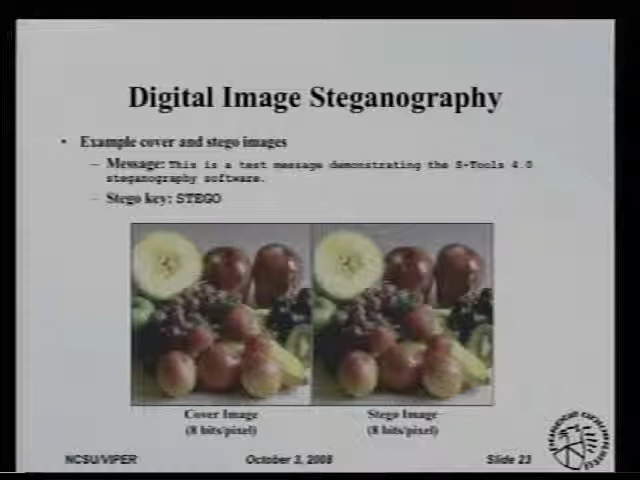 Digital Image Steganography
• Example cover and stego images
– Message: This is a test message demonstrating the S-Tools 4.0
steganography software.
– Stego key: STEGO
Cover Image
(8 bits/pixel)
Stego Image
(8 bits/pixel)
NCSU/VIPER
October 3, 2008
Slide 23